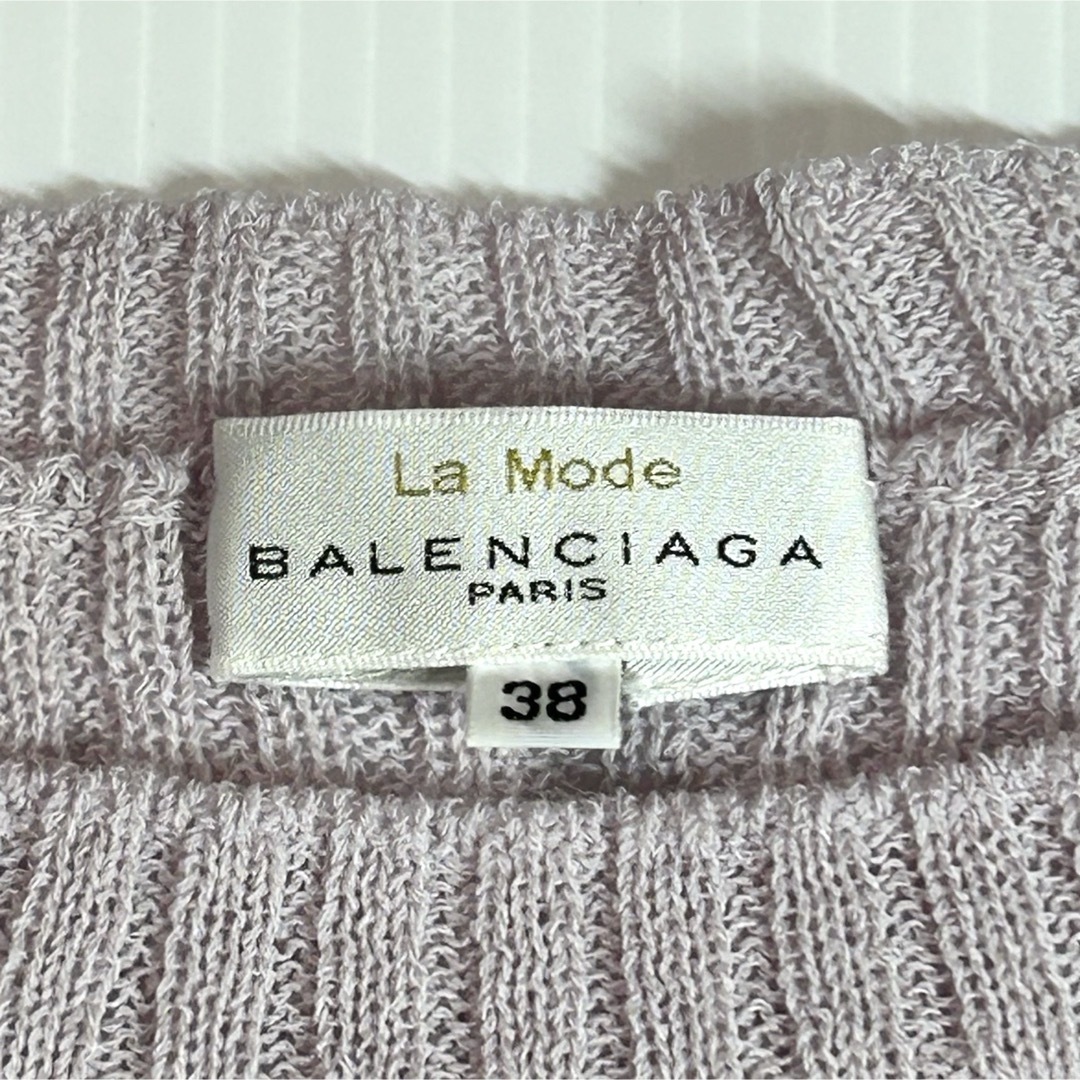 La Mode
BALENCIAGA
PARIS
38